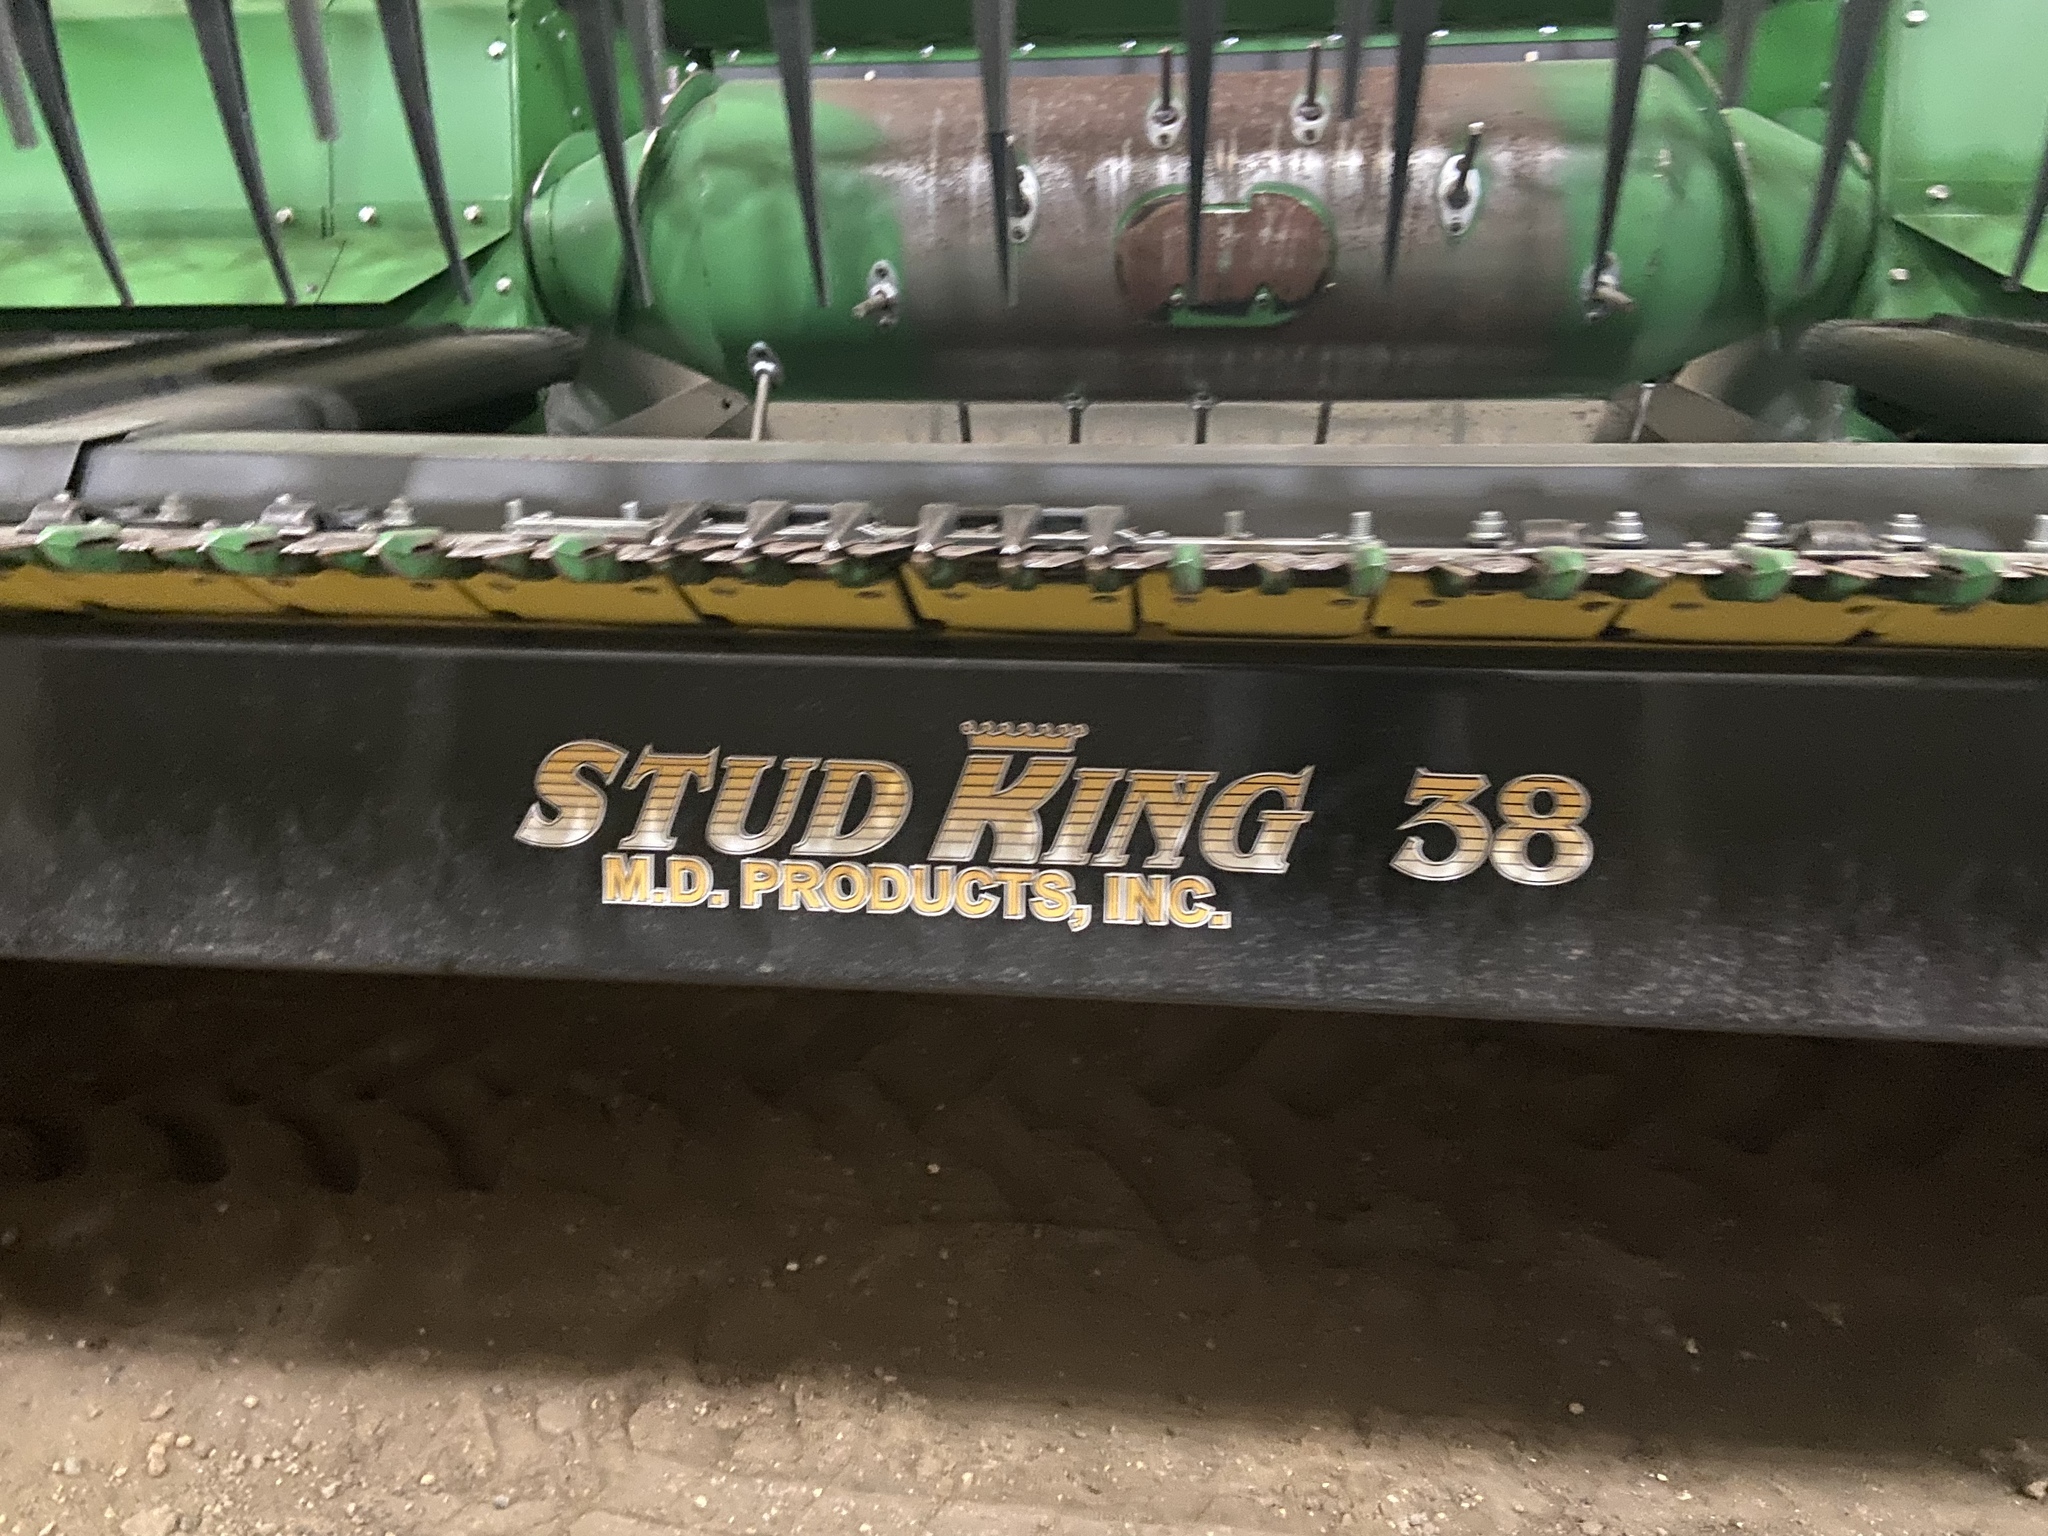 STUD KING 38
M.D. PRODUCTS, INC.